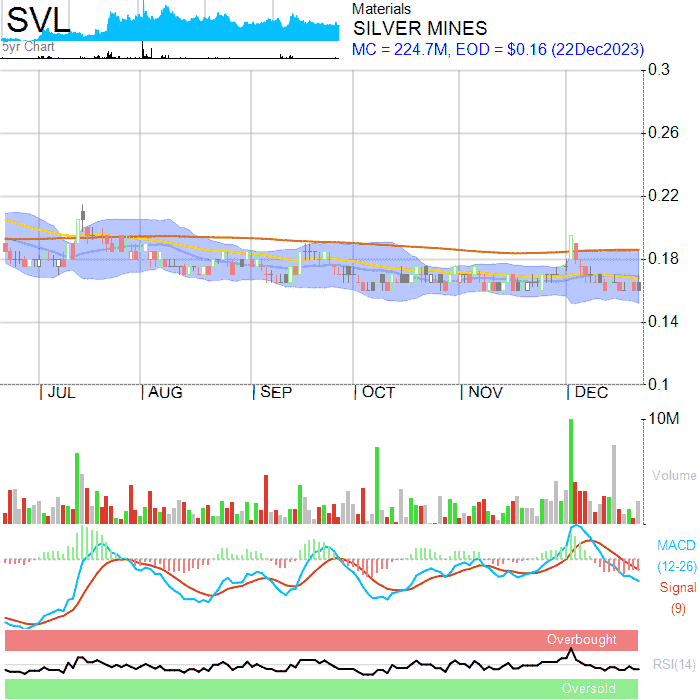 SVL
5yr Chart
Materials
SILVER MINES
MC = 224.7M, EOD = $0.16 (22Dec2023)
0.3
0.26
0.22
0.18
0.14
0.1
JUL AUG SEP OCT NOV DEC
10M
Volume
MACD
(12-26)
Signal
(9)
Overbought
RSI(14)
Oversold